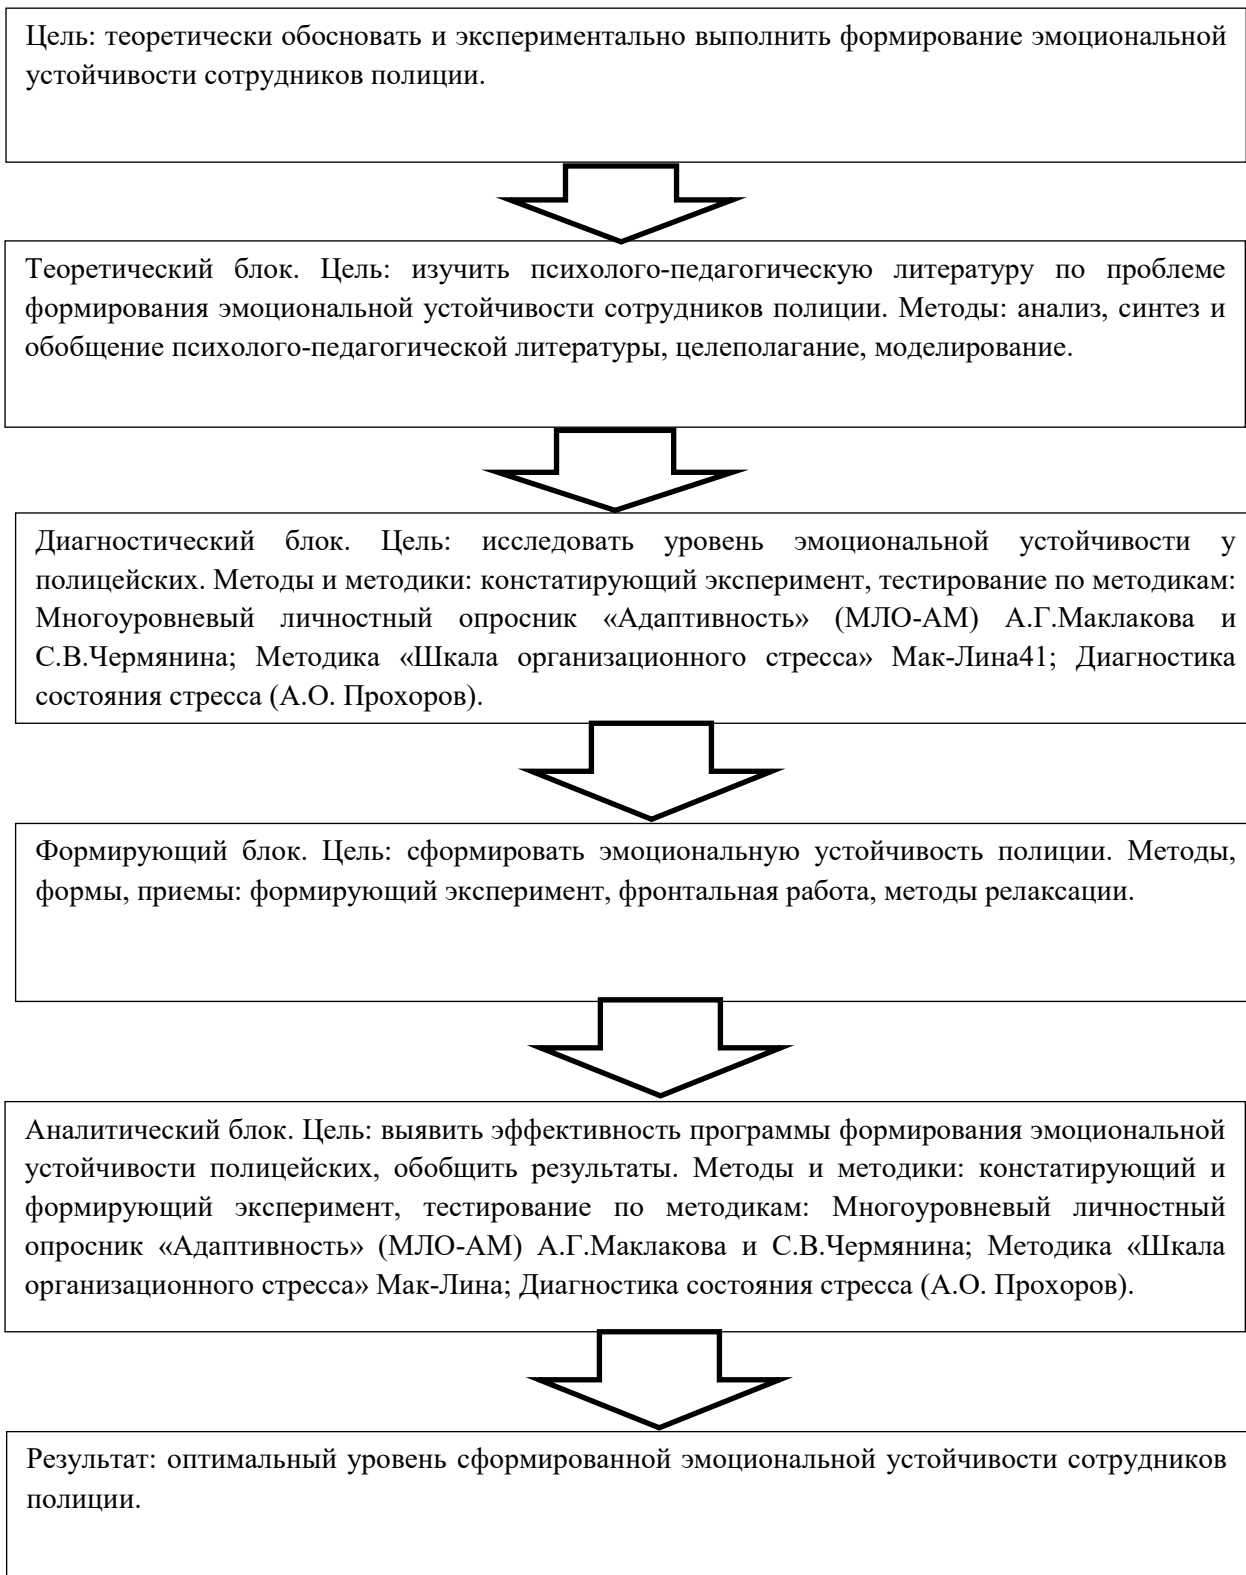 Цель: теоретически обосновать и экспериментально выполнить формирование эмоциональной
устойчивости сотрудников полиции.
Теоретический блок. Цель: изучить психолого-педагогическую литературу по проблеме
формирования эмоциональной устойчивости сотрудников полиции. Методы: анализ, синтез и
обобщение психолого-педагогической литературы, целеполагание, моделирование.
Диагностический блок. Цель: исследовать уровень эмоциональной устойчивости у
полицейских. Методы и методики: констатирующий эксперимент, тестирование по методикам:
Многоуровневый личностный опросник «Адаптивность» (МЛО-АМ) А.Г.Маклакова и
С.В.Чермянина; Методика «Шкала организационного стресса» Мак-Лина41; Диагностика
состояния стресса (А.О. Прохоров).
Формирующий блок. Цель: сформировать эмоциональную устойчивость полиции. Методы,
формы, приемы: формирующий эксперимент, фронтальная работа, методы релаксации.
Аналитический блок. Цель: выявить эффективность программы формирования эмоциональной
устойчивости полицейских, обобщить результаты. Методы и методики: констатирующий и
формирующий эксперимент, тестирование по методикам: Многоуровневый личностный
опросник «Адаптивность» (МЛО-АМ) А.Г.Маклакова и С.В.Чермянина; Методика «Шкала
организационного стресса» Мак-Лина; Диагностика состояния стресса (А.О. Прохоров).
Результат: оптимальный уровень сформированной эмоциональной устойчивости сотрудников
полиции.